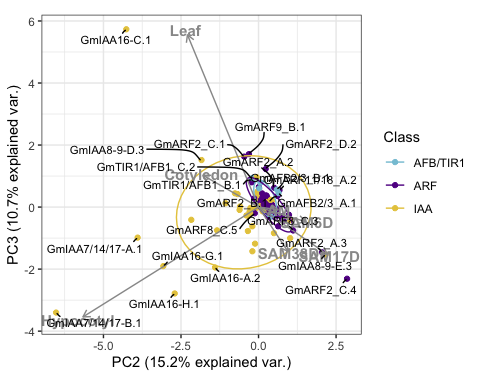 6
4
2
0
-2
-4
-5.0
-2.5
0.0
2.5
PC3 (10.7% explained var.)
PC2 (15.2% explained var.)
Leaf
GmIAA16-C.1
GmARF9_B.1
GmARF2_C.1
GmARF2_D.2
GmIAA8-9-D.3
GmARF2_A.2
GmTIR1/AFB1_C.2
Cotyledon
GmTIR1/AFB1_B.1
GmAFB2/3_A.1
GmARF8_C.5
GmARF2_A.3
GmIAA7/14/17-A.1
GmIAA16-G.1
SAM17D
GmIAA8-9-E.3
GmIAA16-A.2
GmARF2_C.4
GmIAA16-H.1
GmIAA7/14/17-B.1
Class
AFB/TIR1
ARF
IAA